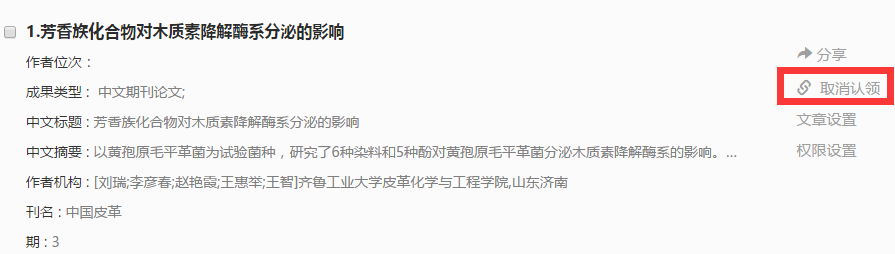 1.芳香族化合物对木质素降解酶系分泌的影响
作者位次：
分享
成果类型：中文期刊论文;
取消认领
中文标题：芳香族化合物对木质素降解酶系分泌的影响
文章设置
中文摘要：以黄孢原毛平革菌为试验菌种，研究了6种染料和5种酚对黄孢原毛平革菌分泌木质素降解酶系的影响。...
权限设置
作者机构：[刘瑞;李彦春;赵艳霞;王惠举;王智]齐鲁工业大学皮革化学与工程学院,山东济南
刊名：中国皮革
期：3